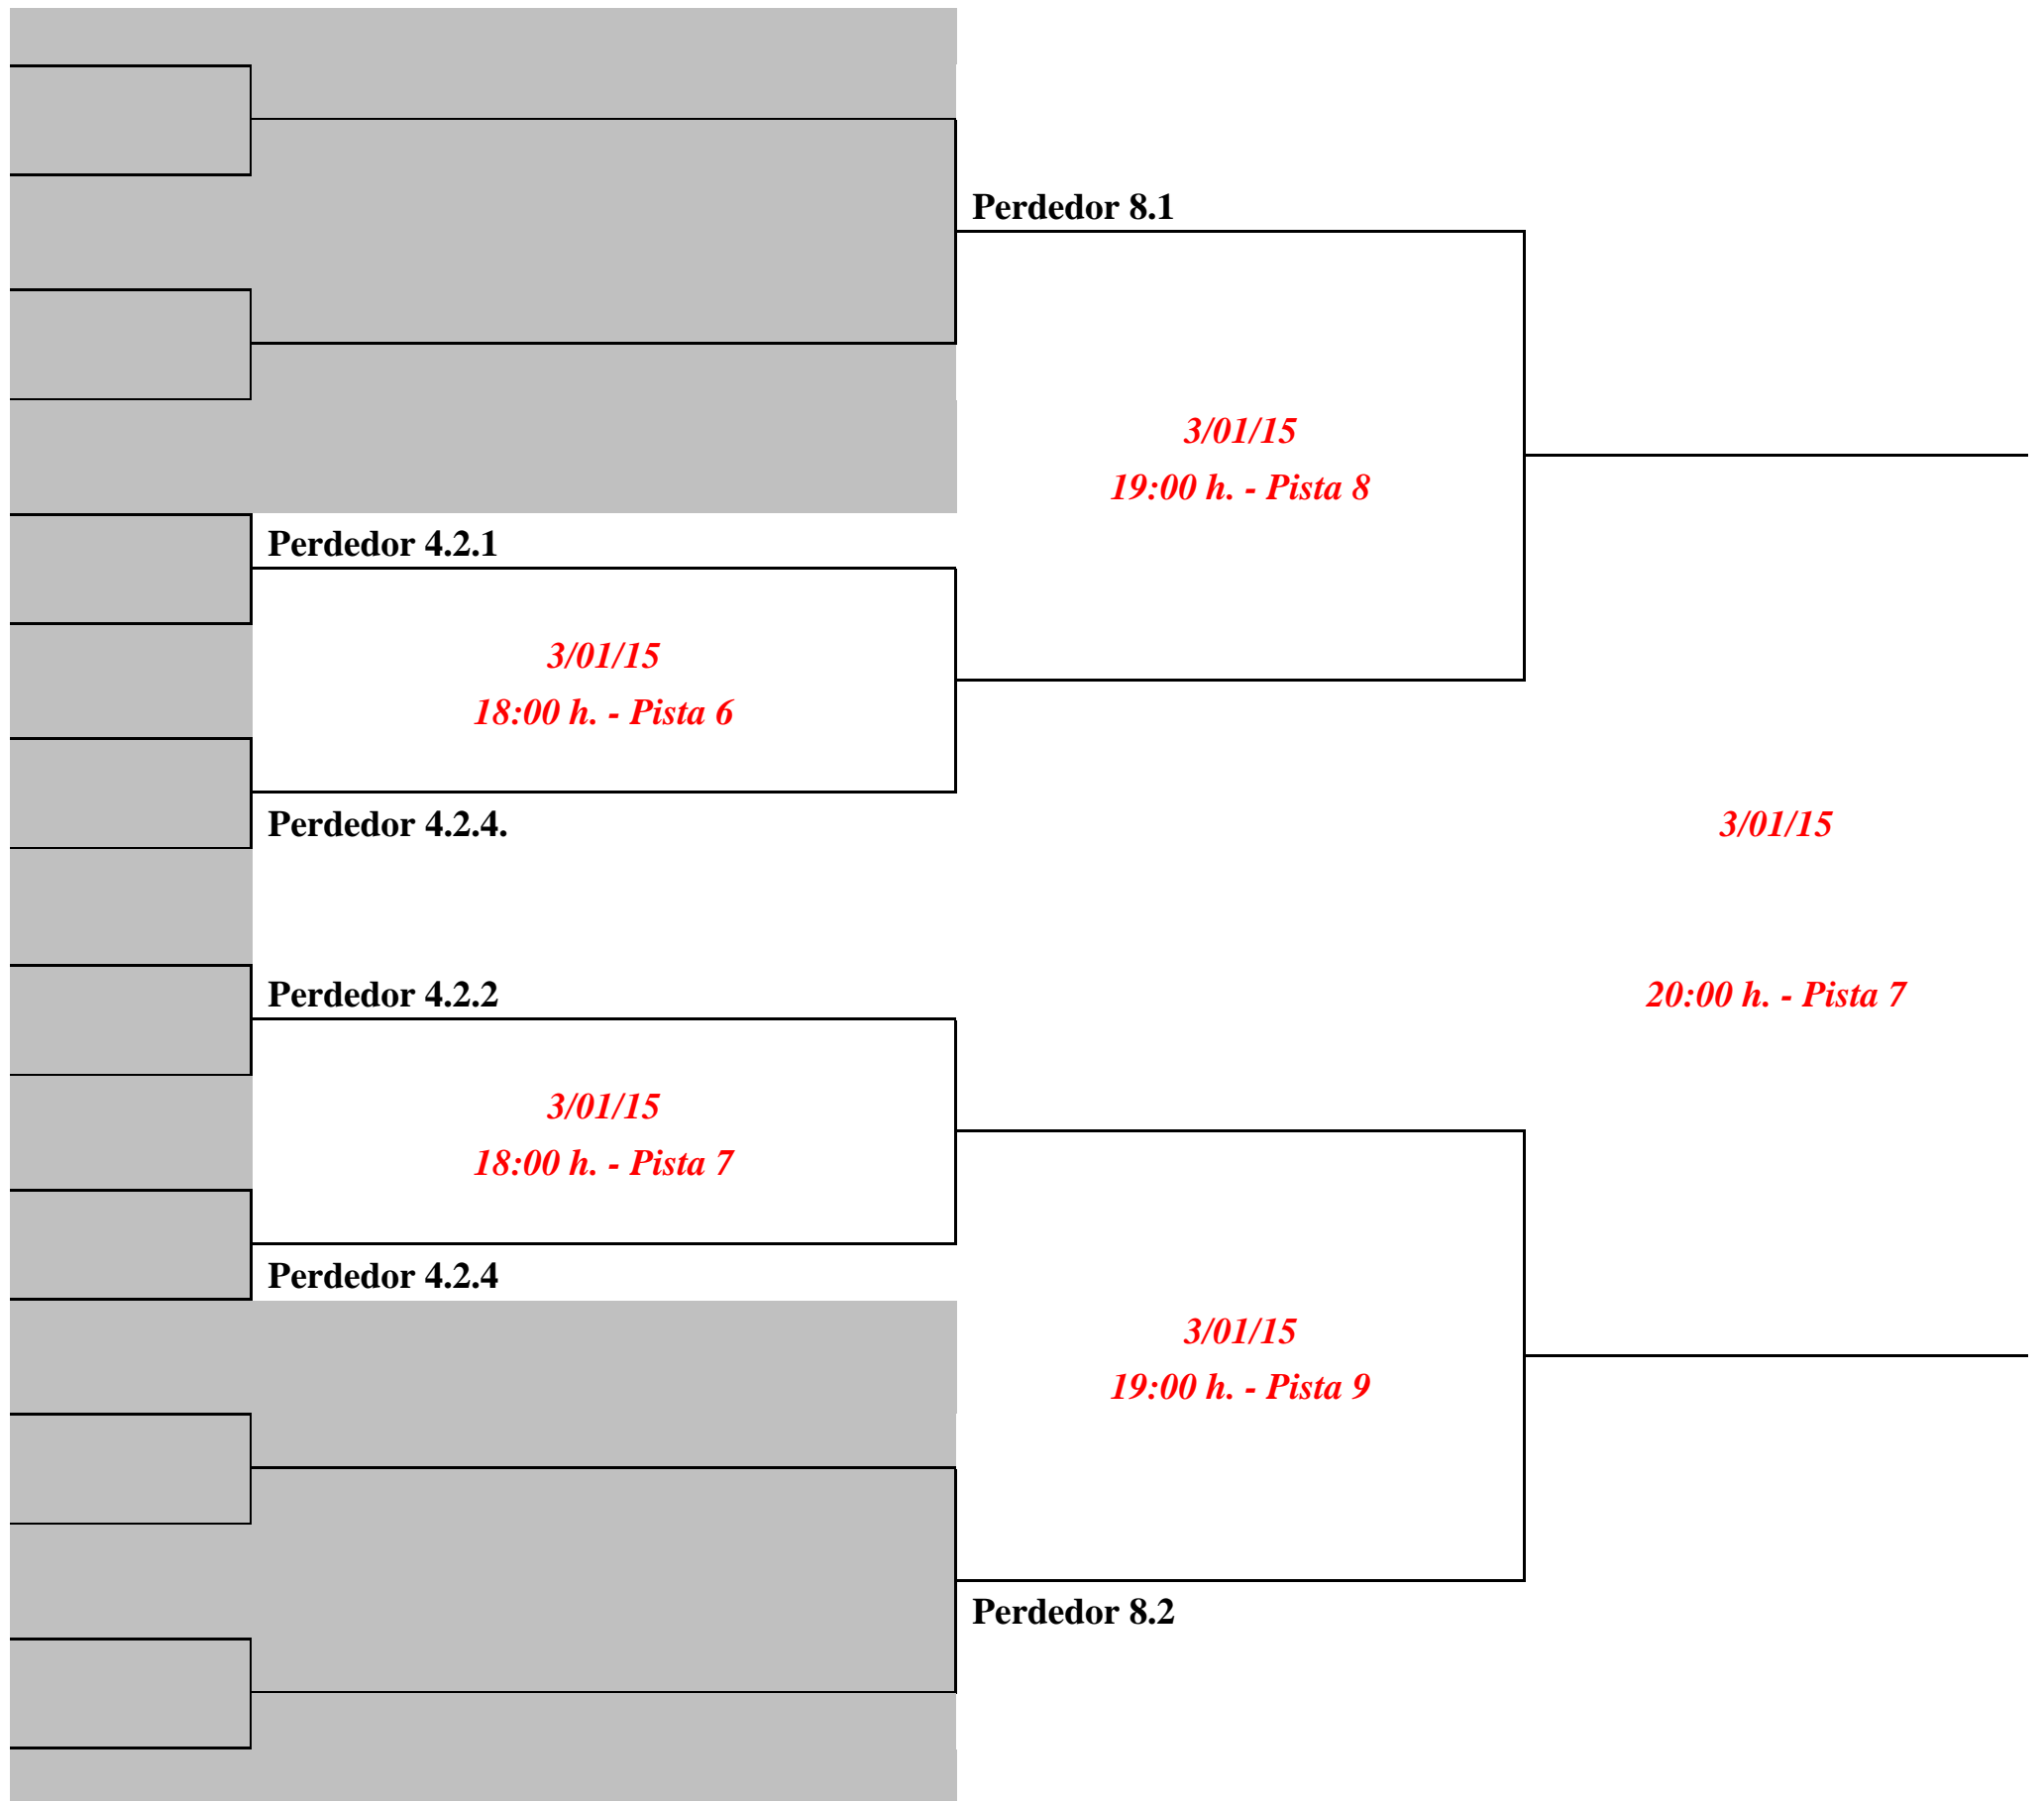 Perdedor 8.1
3/01/15
19:00 h. - Pista 8
Perdedor 4.2.1
3/01/15
18:00 h. - Pista 6
Perdedor 4.2.4.
3/01/15
Perdedor 4.2.2
20:00 h. - Pista 7
3/01/15
18:00 h. - Pista 7
Perdedor 4.2.4
3/01/15
19:00 h. - Pista 9
Perdedor 8.2